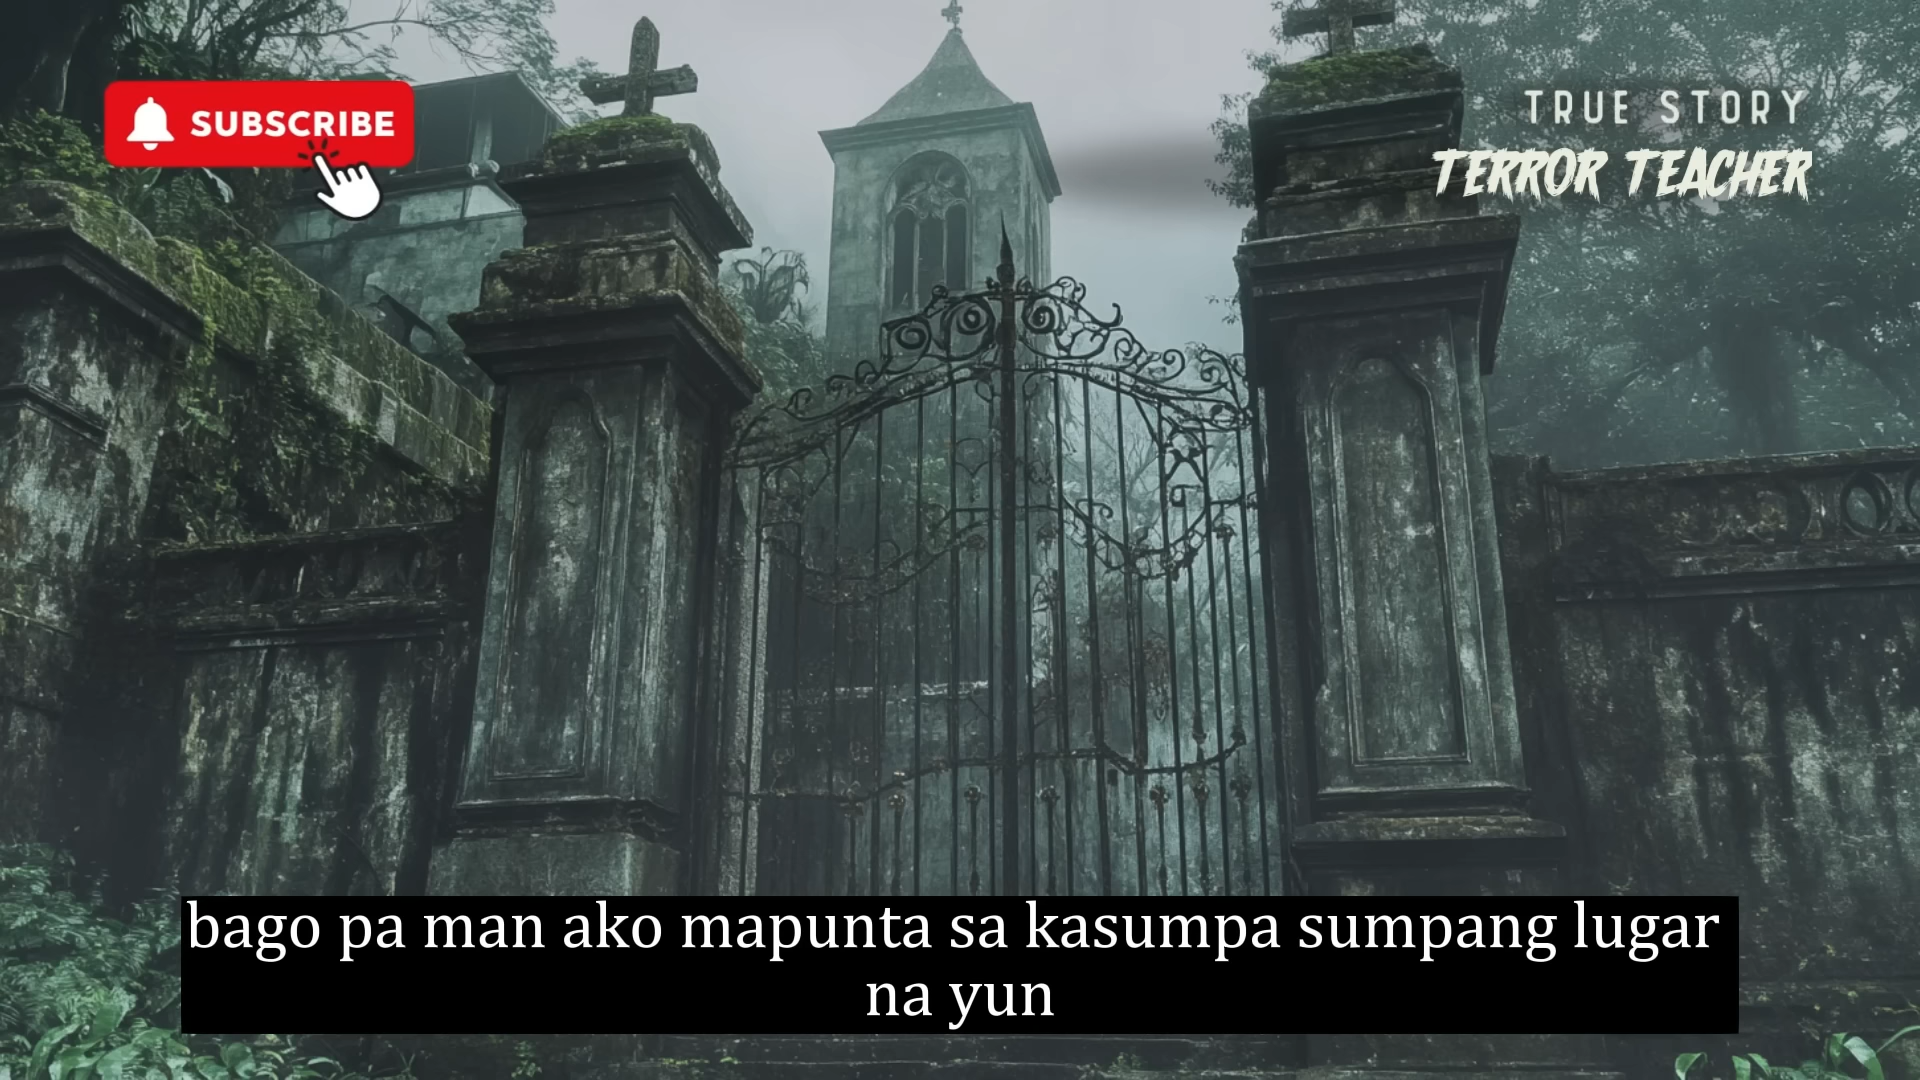 SUBSCRIBE
TRUE STORY
TERROR TEACHER
bago pa man ako mapunta sa kasumpa sumpang lugar
na yun